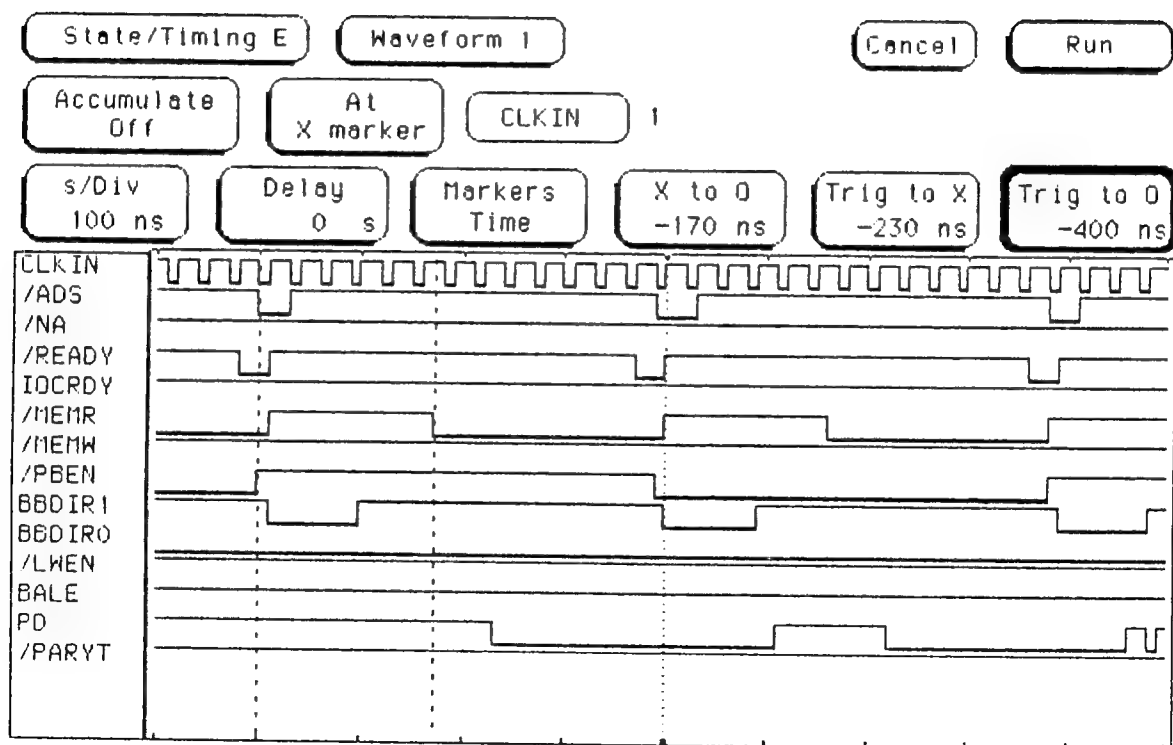 State/Timing E Waveform 1 Cancel Run
Accumulate Off At X marker CLKIN 1
s/Div 100 ns Delay 0 s Markers Time X to O -170 ns Trig to X -230 ns Trig to O -400 ns
CLKIN
/ADS
/NA
/READY
IOCRDY
/MEMR
/MEMW
/PBEN
BBDIR1
BBDIR0
/LWEN
BALE
PD
/PARYT